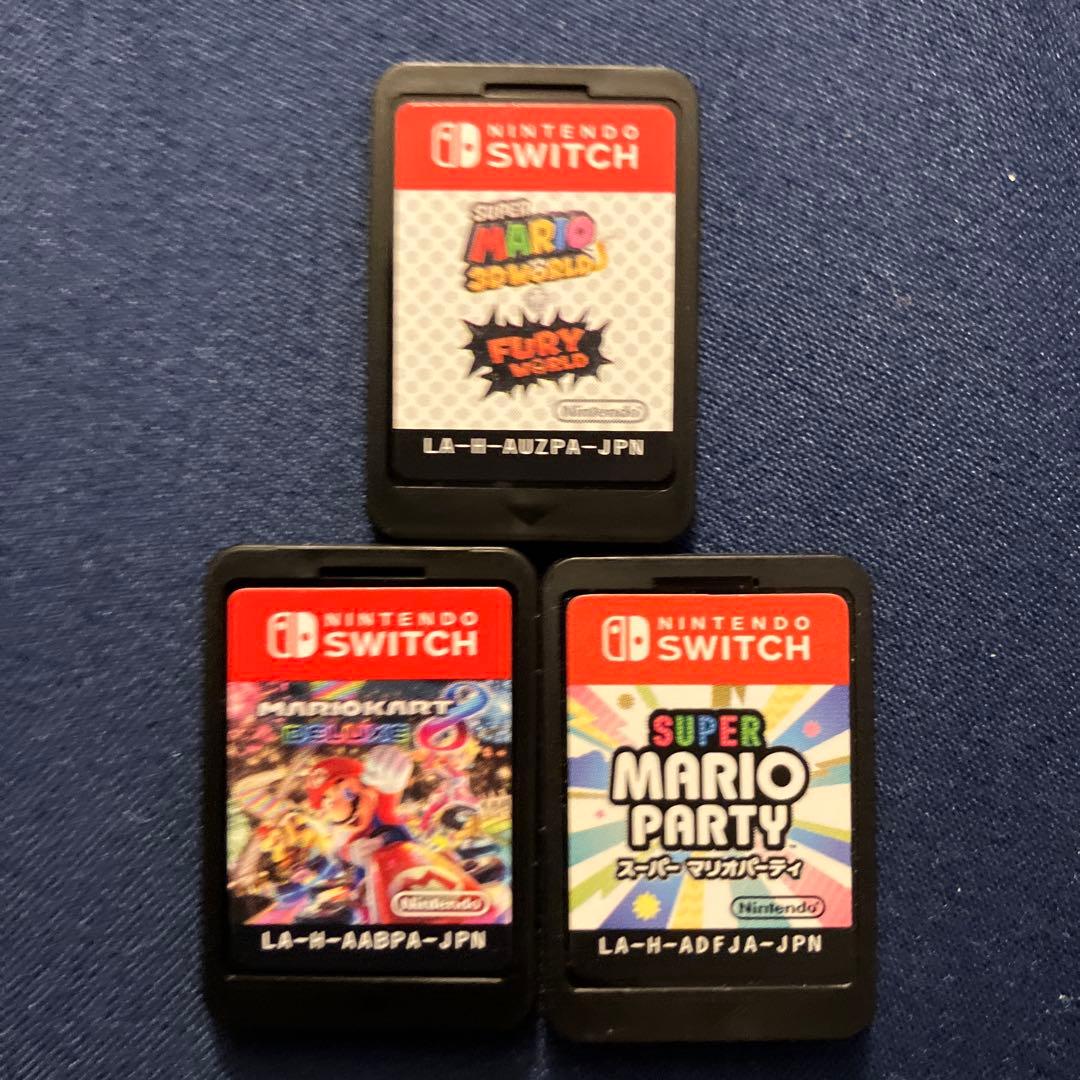 NINTENDO
SWITCH
SUPER
MARIO
3D WORLD
+
FURY
WORLD
Nintendo
LA-H-AUZPA-JPN
NINTENDO
SWITCH
MARIOKART 8
DELUXE
Nintendo
LA-H-AABPA-JPN
NINTENDO
SWITCH
SUPER
MARIO
PARTY™
スーパー マリオパーティ
Nintendo
LA-H-ADFJA-JPN